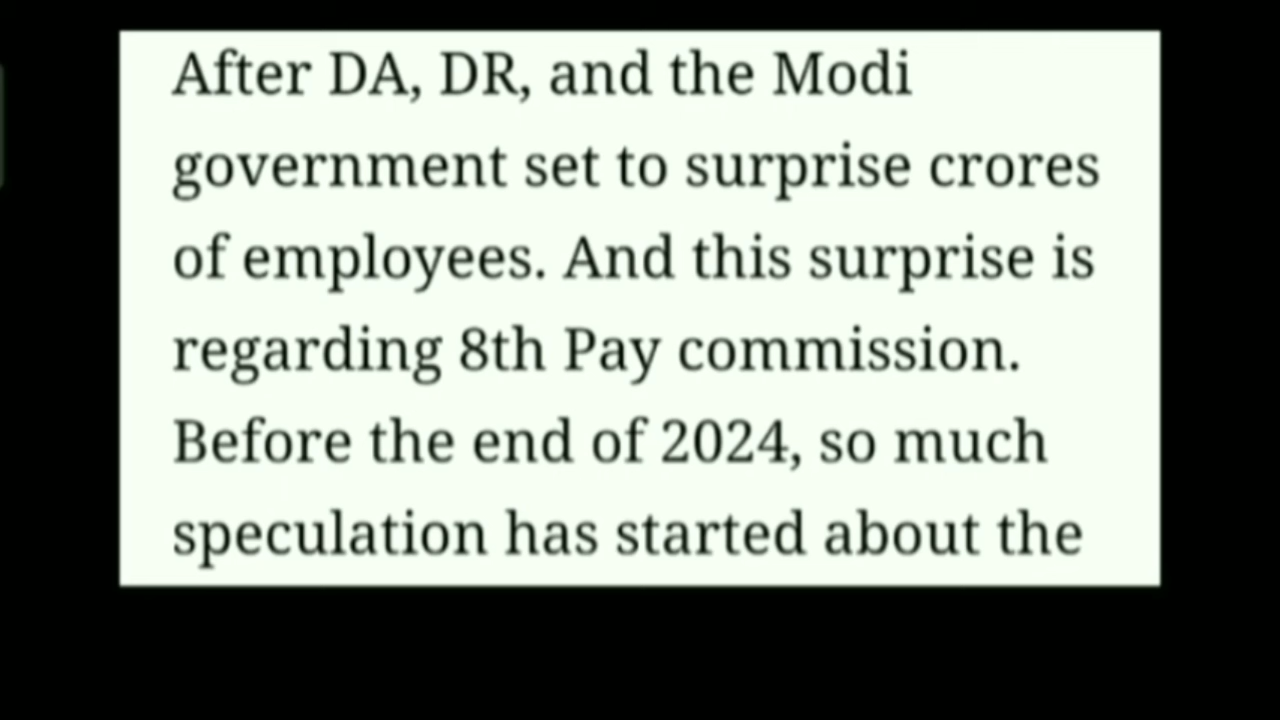 After DA, DR, and the Modi
government set to surprise crores
of employees. And this surprise is
regarding 8th Pay commission.
Before the end of 2024, so much
speculation has started about the